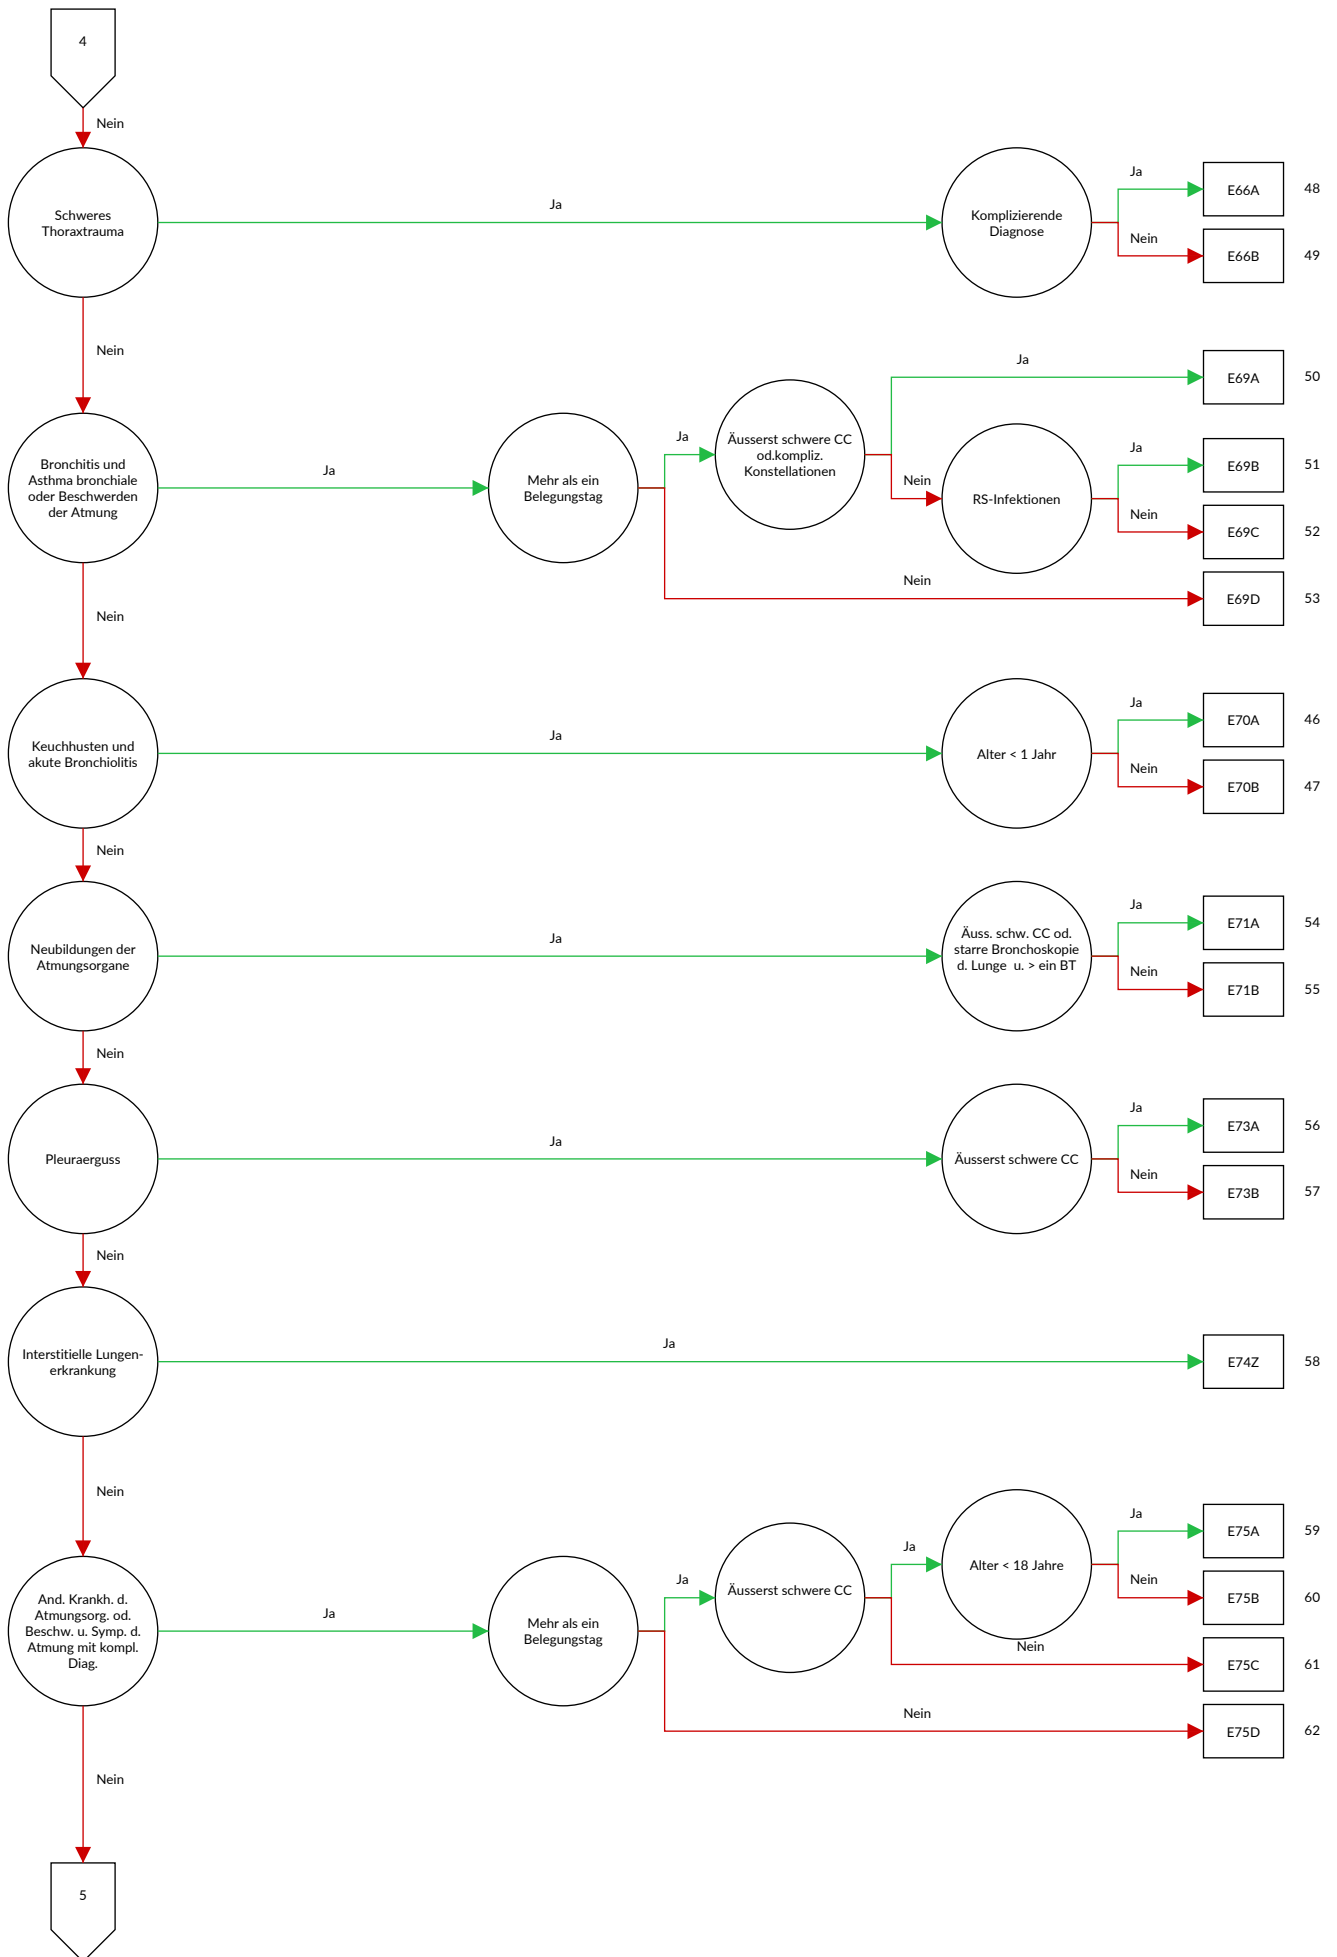 4
Nein
Schweres
Thoraxtrauma
Ja
Komplizierende
Diagnose
Ja
E66A
48
Nein
E66B
49
Nein
Bronchitis und
Asthma bronchiale
oder Beschwerden
der Atmung
Ja
Mehr als ein
Belegungstag
Ja
Äusserst schwere CC
od.kompliz.
Konstellationen
Ja
E69A
50
Nein
RS-Infektionen
Ja
E69B
51
Nein
E69C
52
Nein
E69D
53
Nein
Keuchhusten und
akute Bronchiolitis
Ja
Alter < 1 Jahr
Ja
E70A
46
Nein
E70B
47
Nein
Neubildungen der
Atmungsorgane
Ja
Äuss. schw. CC od.
starre Bronchoskopie
d. Lunge u. > ein BT
Ja
E71A
54
Nein
E71B
55
Nein
Pleuraerguss
Ja
Äusserst schwere CC
Ja
E73A
56
Nein
E73B
57
Nein
Interstitielle Lungen-
erkrankung
Ja
E74Z
58
Nein
And. Krankh. d.
Atmungsorg. od.
Beschw. u. Symp. d.
Atmung mit kompl.
Diag.
Ja
Mehr als ein
Belegungstag
Ja
Äusserst schwere CC
Ja
Alter < 18 Jahre
Ja
E75A
59
Nein
E75B
60
Nein
E75C
61
Nein
E75D
62
Nein
5